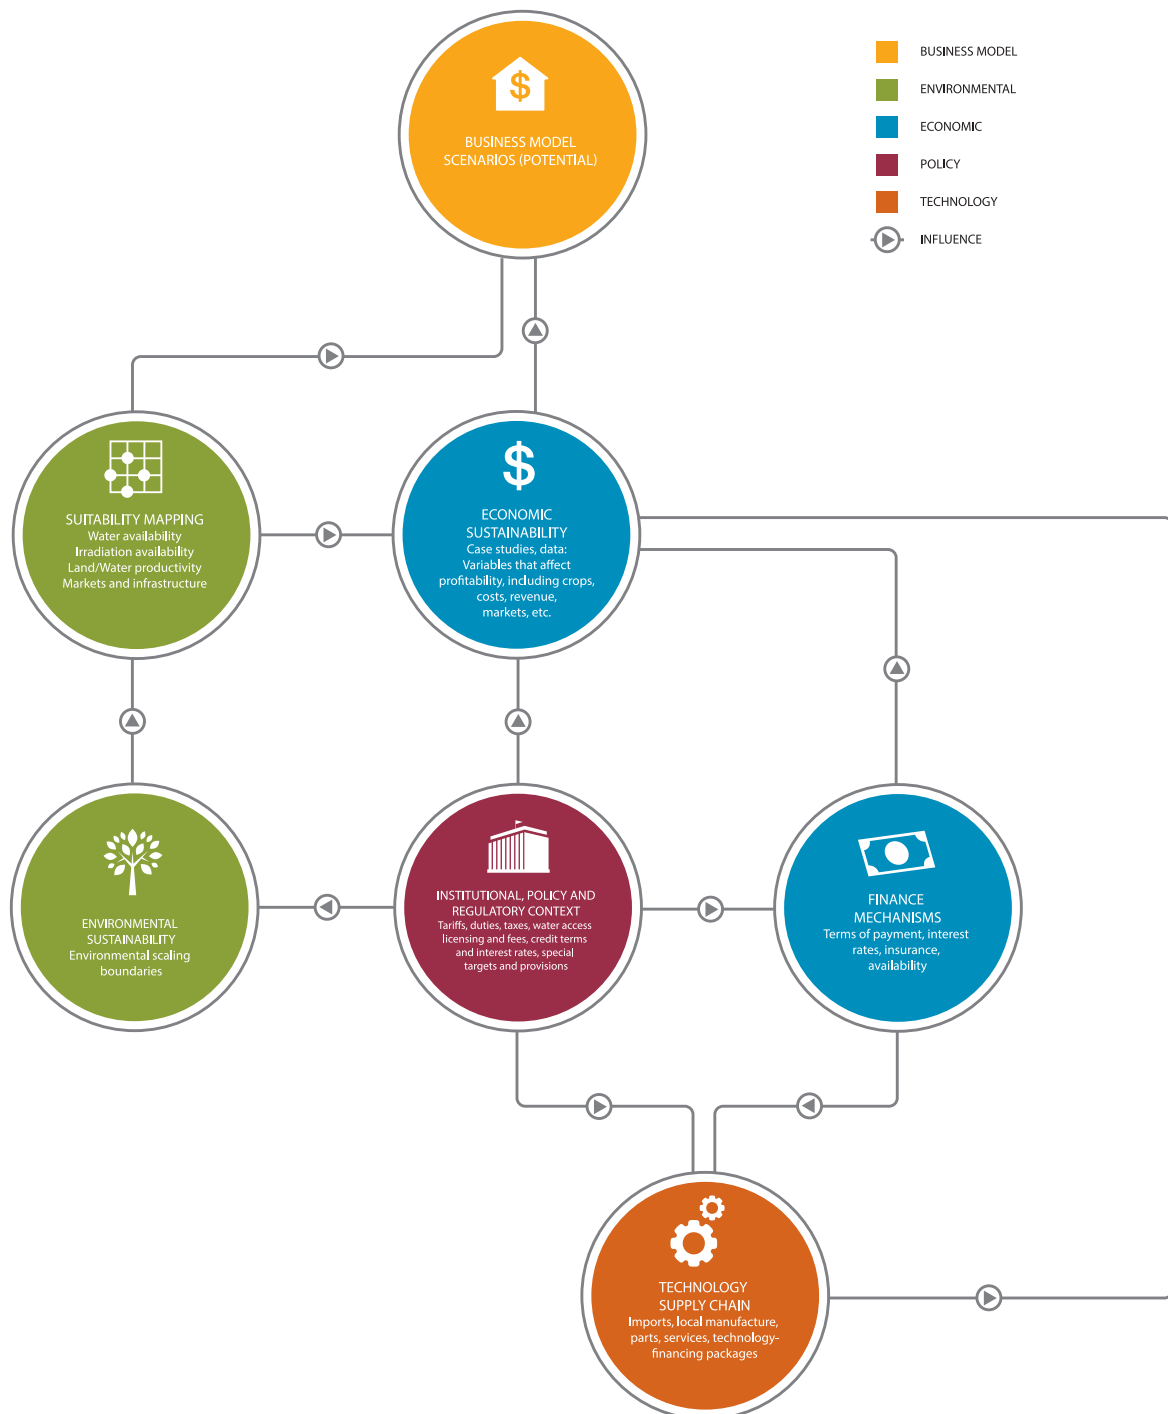 BUSINESS MODEL
SCENARIOS (POTENTIAL)
BUSINESS MODEL
ENVIRONMENTAL
ECONOMIC
POLICY
TECHNOLOGY
INFLUENCE
SUITABILITY MAPPING
Water availability
Irradiation availability
Land/Water productivity
Markets and infrastructure
$
ECONOMIC
SUSTAINABILITY
Case studies, data:
Variables that affect
profitability, including crops,
costs, revenue,
markets, etc.
ENVIRONMENTAL
SUSTAINABILITY
Environmental scaling
boundaries
INSTITUTIONAL, POLICY AND
REGULATORY CONTEXT
Tariffs, duties, taxes, water access
licensing and fees, credit terms
and interest rates, special
targets and provisions
FINANCE
MECHANISMS
Terms of payment, interest
rates, insurance,
availability
TECHNOLOGY
SUPPLY CHAIN
Imports, local manufacture,
parts, services, technology-
financing packages